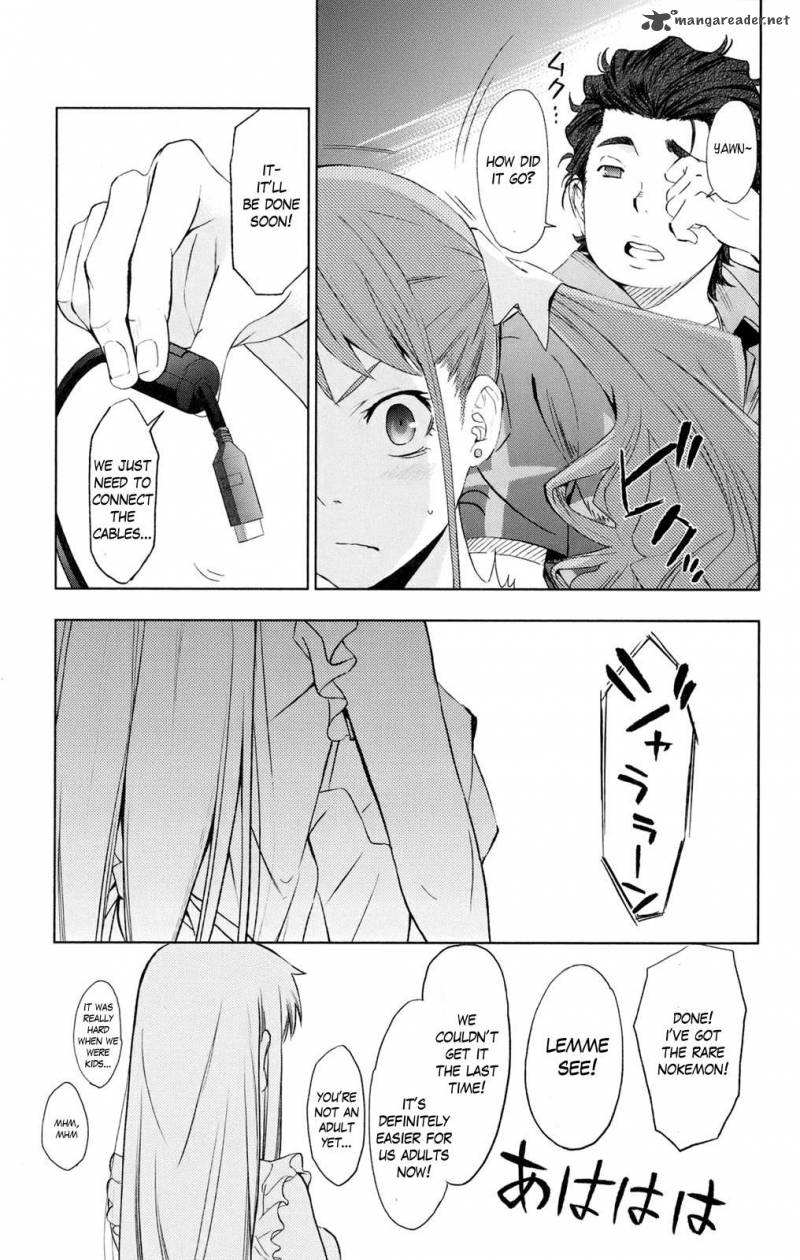 mangareader.net
YAWN~
HOW DID
IT GO?
ビクッ
IT-
IT'LL
BE DONE
SOON!
WE JUST
NEED TO
CONNECT
THE
CABLES...
シャララーン
DONE!
I'VE GOT
THE RARE
NOKEMON!
LEMME
SEE!
WE
COULDN'T
GET IT
THE LAST
TIME!
IT'S
DEFINITELY
EASIER FOR
US ADULTS
NOW!
YOU'RE
NOT AN
ADULT
YET...
IT WAS
REALLY
HARD
WHEN WE
WERE
KIDS...
MHM,
MHM
あははは